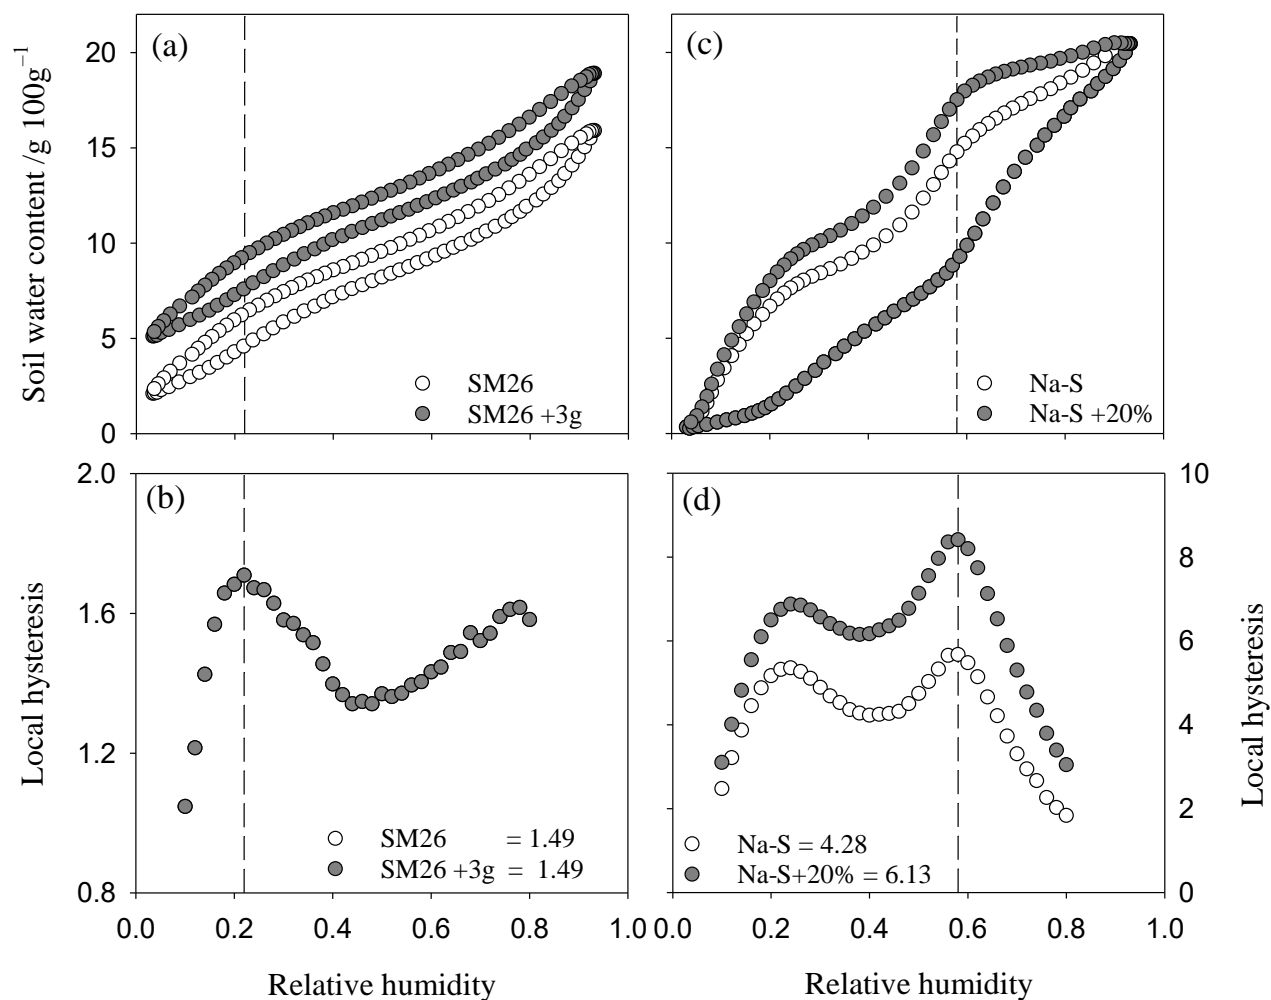 (a)
20
15
10
5
0
Soil water content /g 100g⁻¹
SM26
SM26 +3g
(c)
Na-S
Na-S +20%
(b)
2.0
1.6
1.2
0.8
Local hysteresis
SM26 = 1.49
SM26 +3g = 1.49
0.0 0.2 0.4 0.6 0.8 1.0
Relative humidity
(d)
10
8
6
4
2
0
Local hysteresis
Na-S = 4.28
Na-S+20% = 6.13
0.0 0.2 0.4 0.6 0.8 1.0
Relative humidity